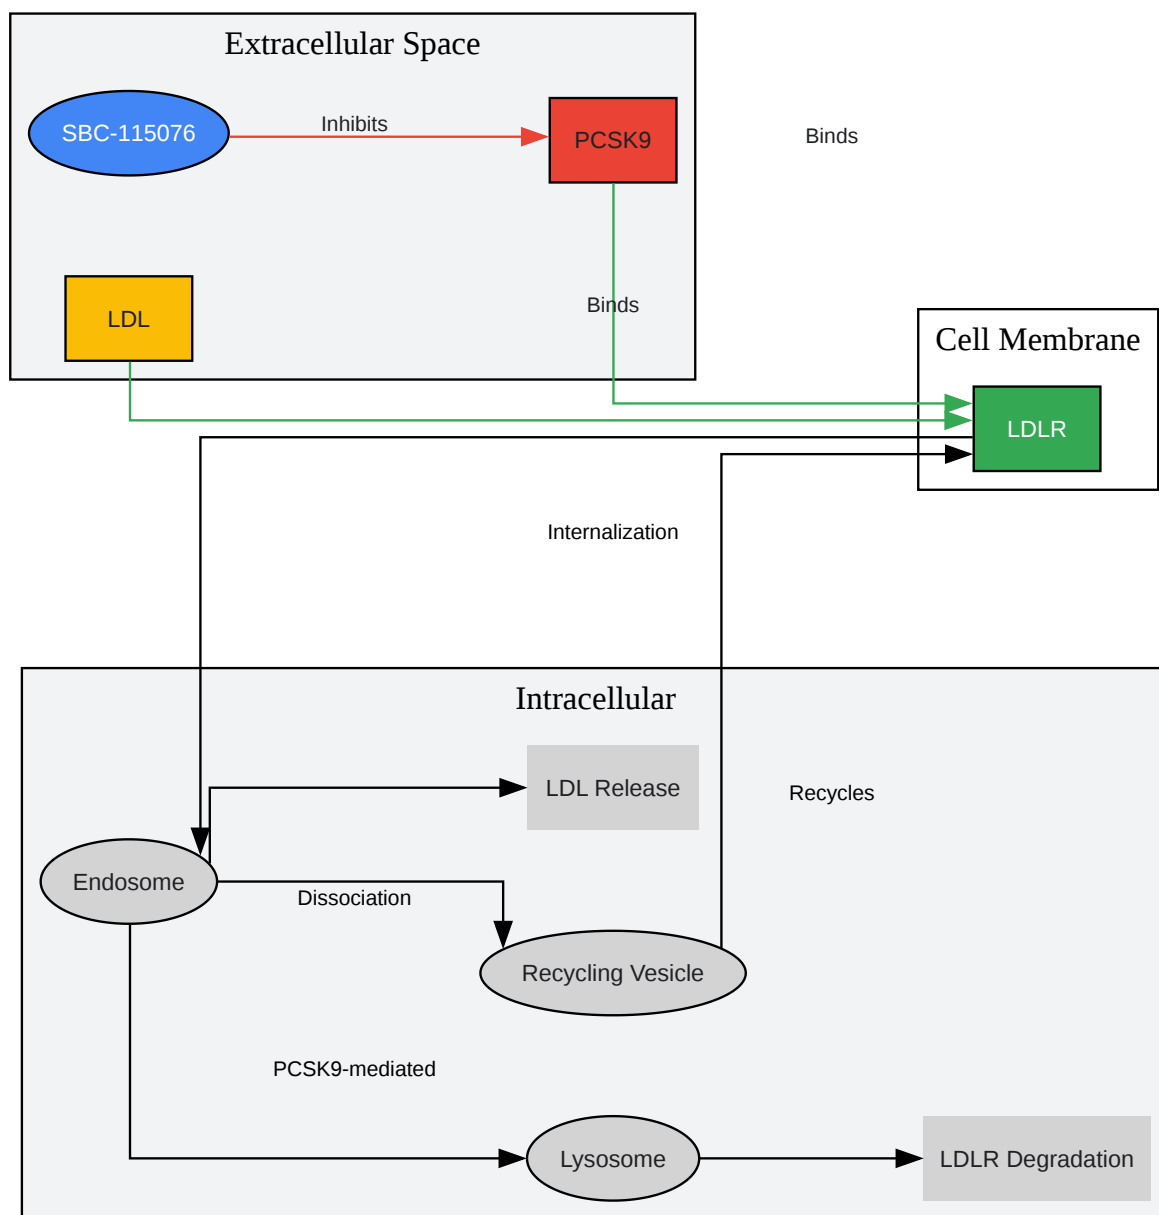 Extracellular Space
SBC-115076
Inhibits
PCSK9
Binds
LDL
Binds
Cell Membrane
LDLR
Internalization
Intracellular
LDL Release
Recycles
Endosome
Dissociation
Recycling Vesicle
PCSK9-mediated
Lysosome
LDLR Degradation